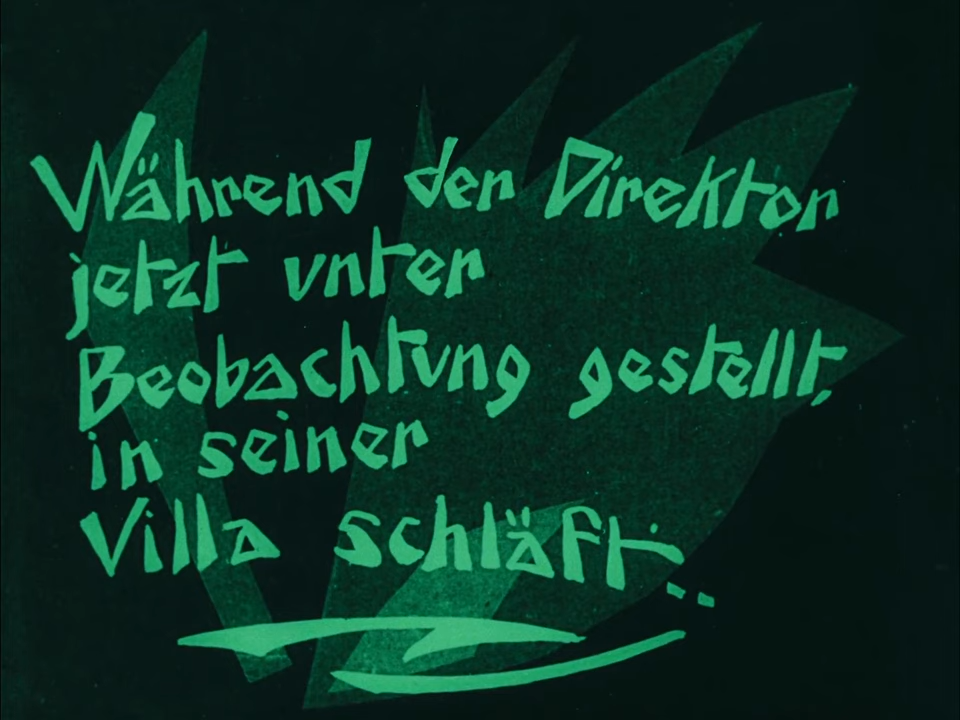 Während der Direktor
jetzt unter
Beobachtung gestellt,
in seiner
Villa schläft...